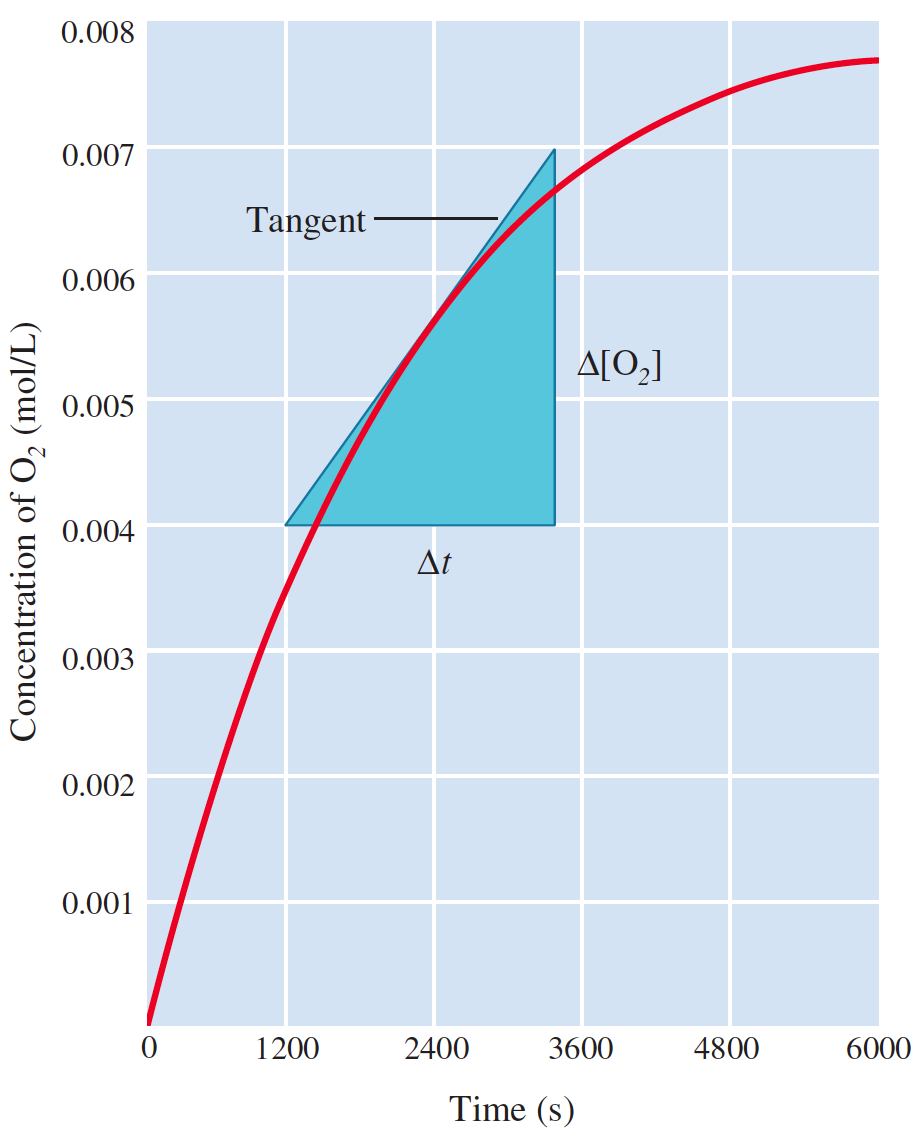 0.008
0.007
Tangent
0.006
Δ[O₂]
0.005
0.004
Δt
0.003
0.002
0.001
Concentration of O₂ (mol/L)
0 1200 2400 3600 4800 6000
Time (s)